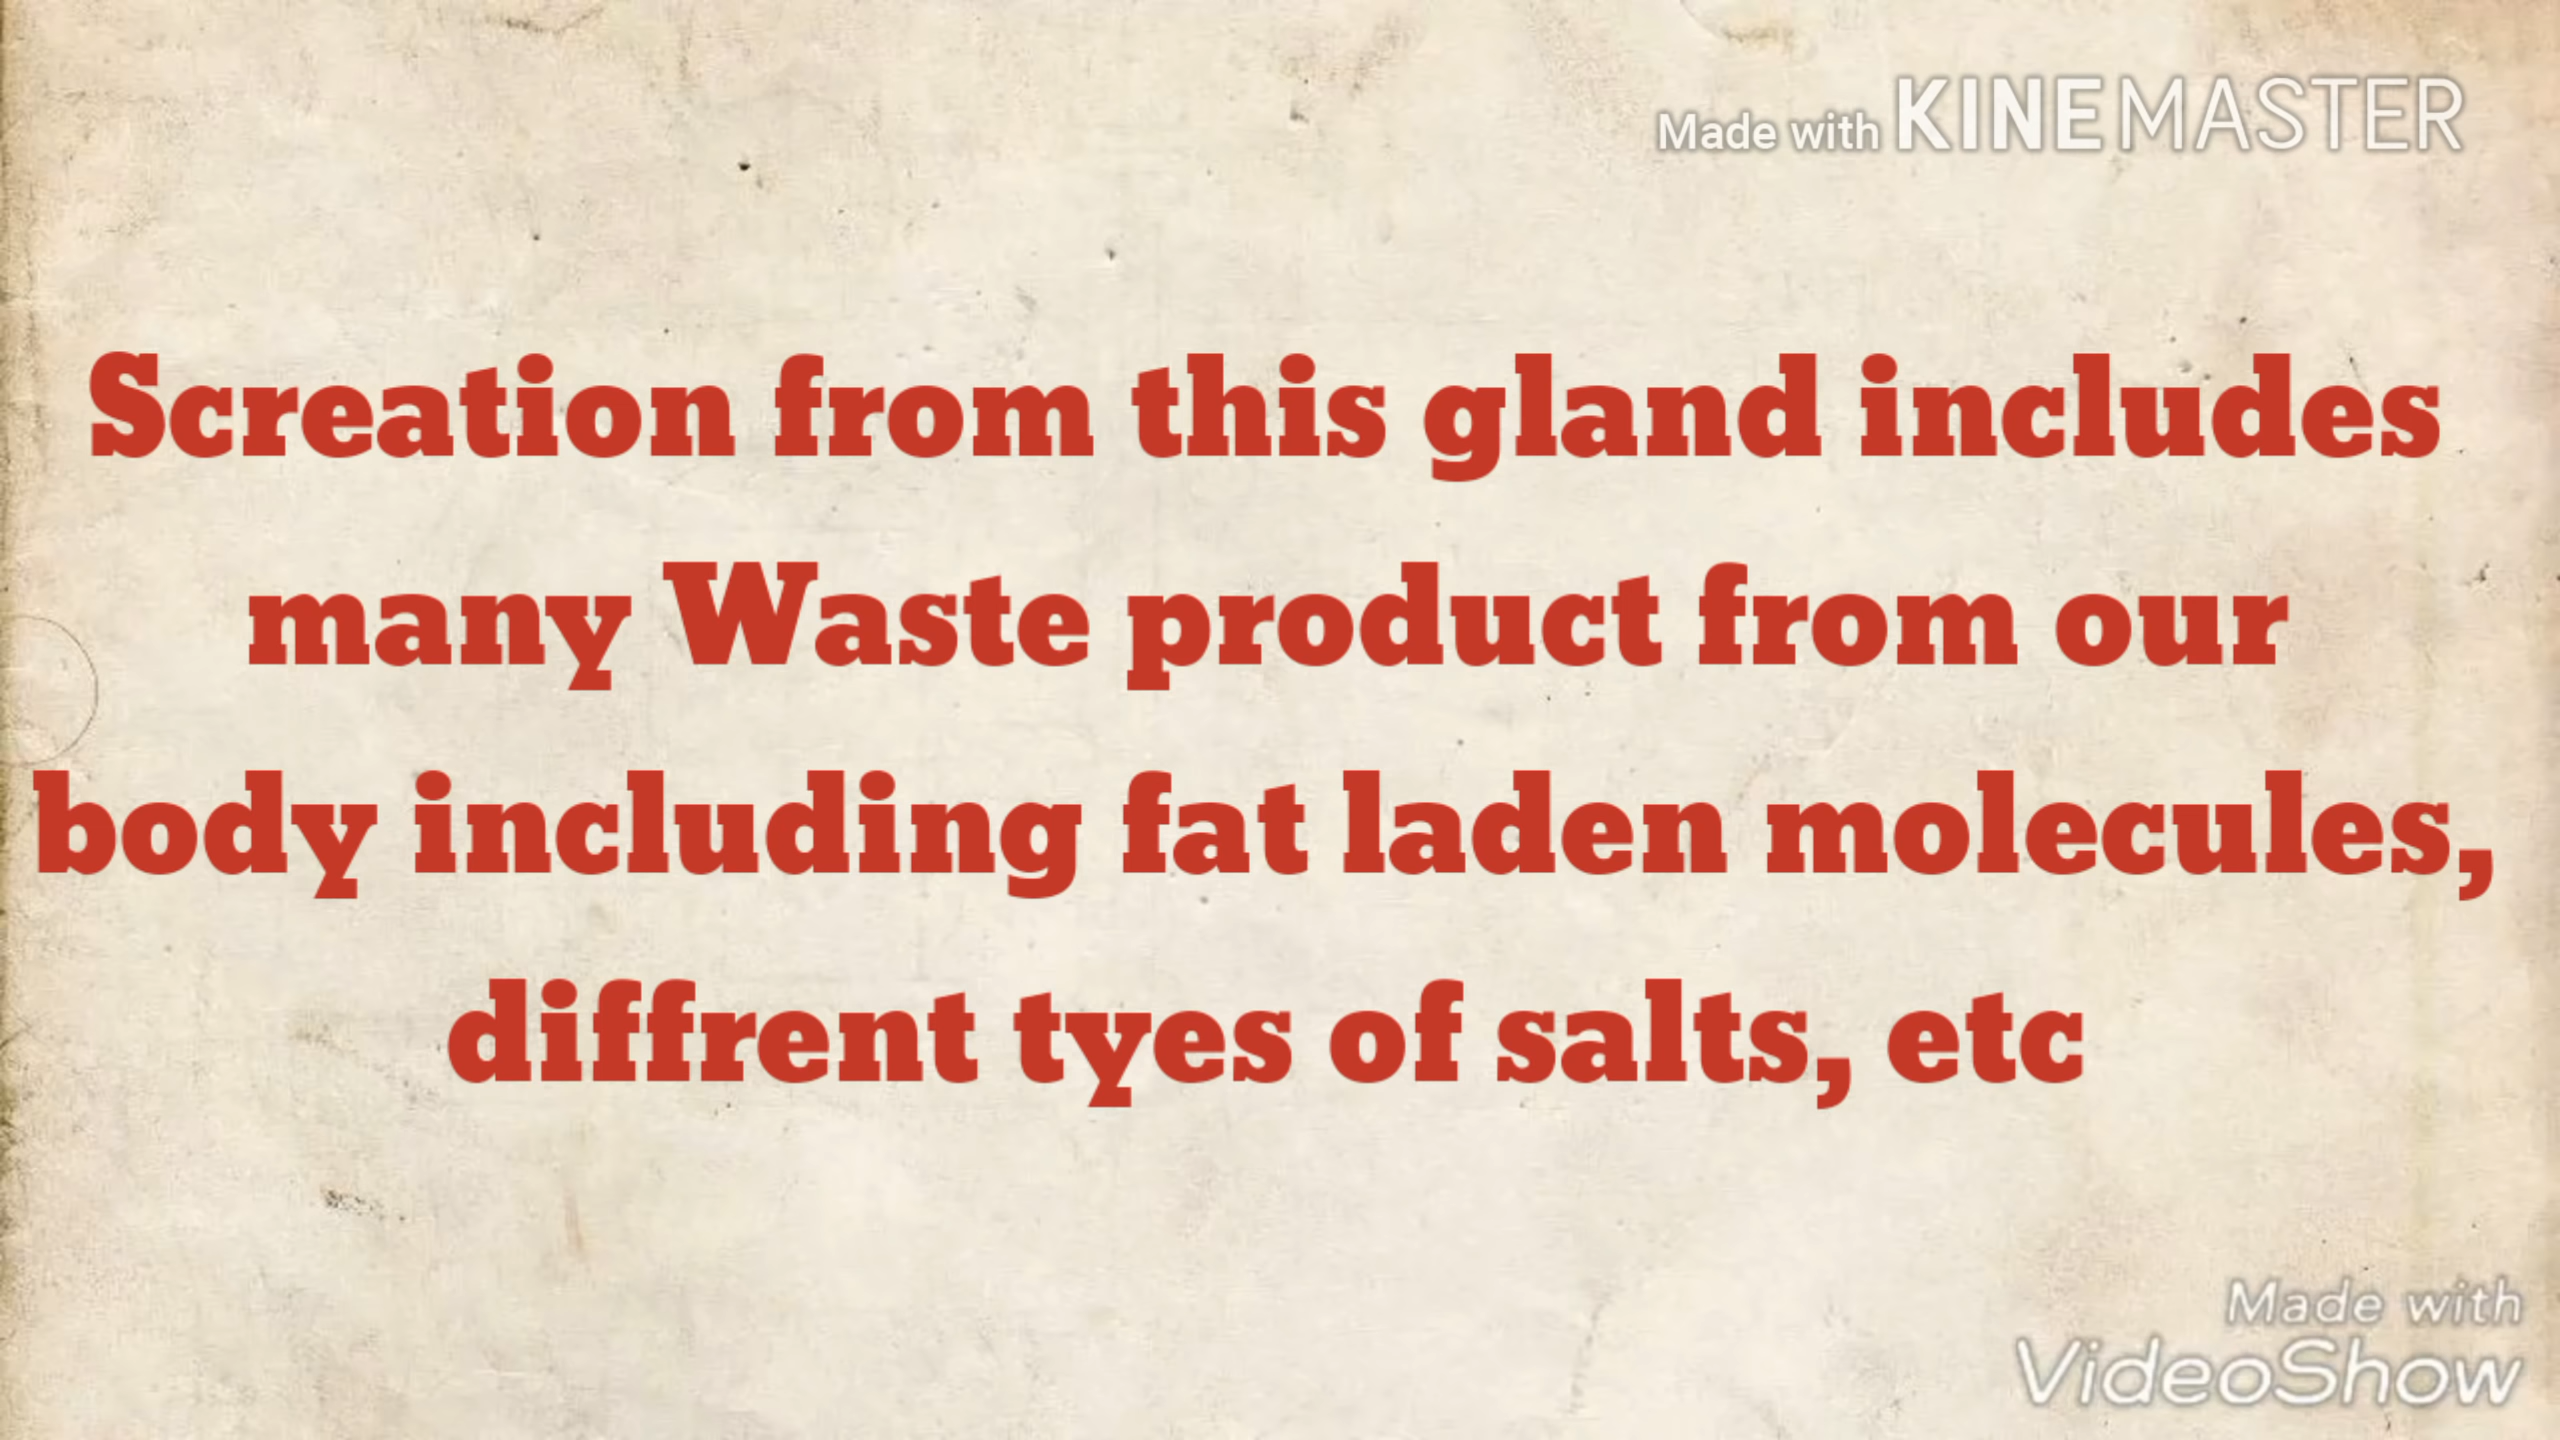 Made with KINEMASTER
Screation from this gland includes
many Waste product from our
body including fat laden molecules,
diffrent tyes of salts, etc
Made with
VideoShow